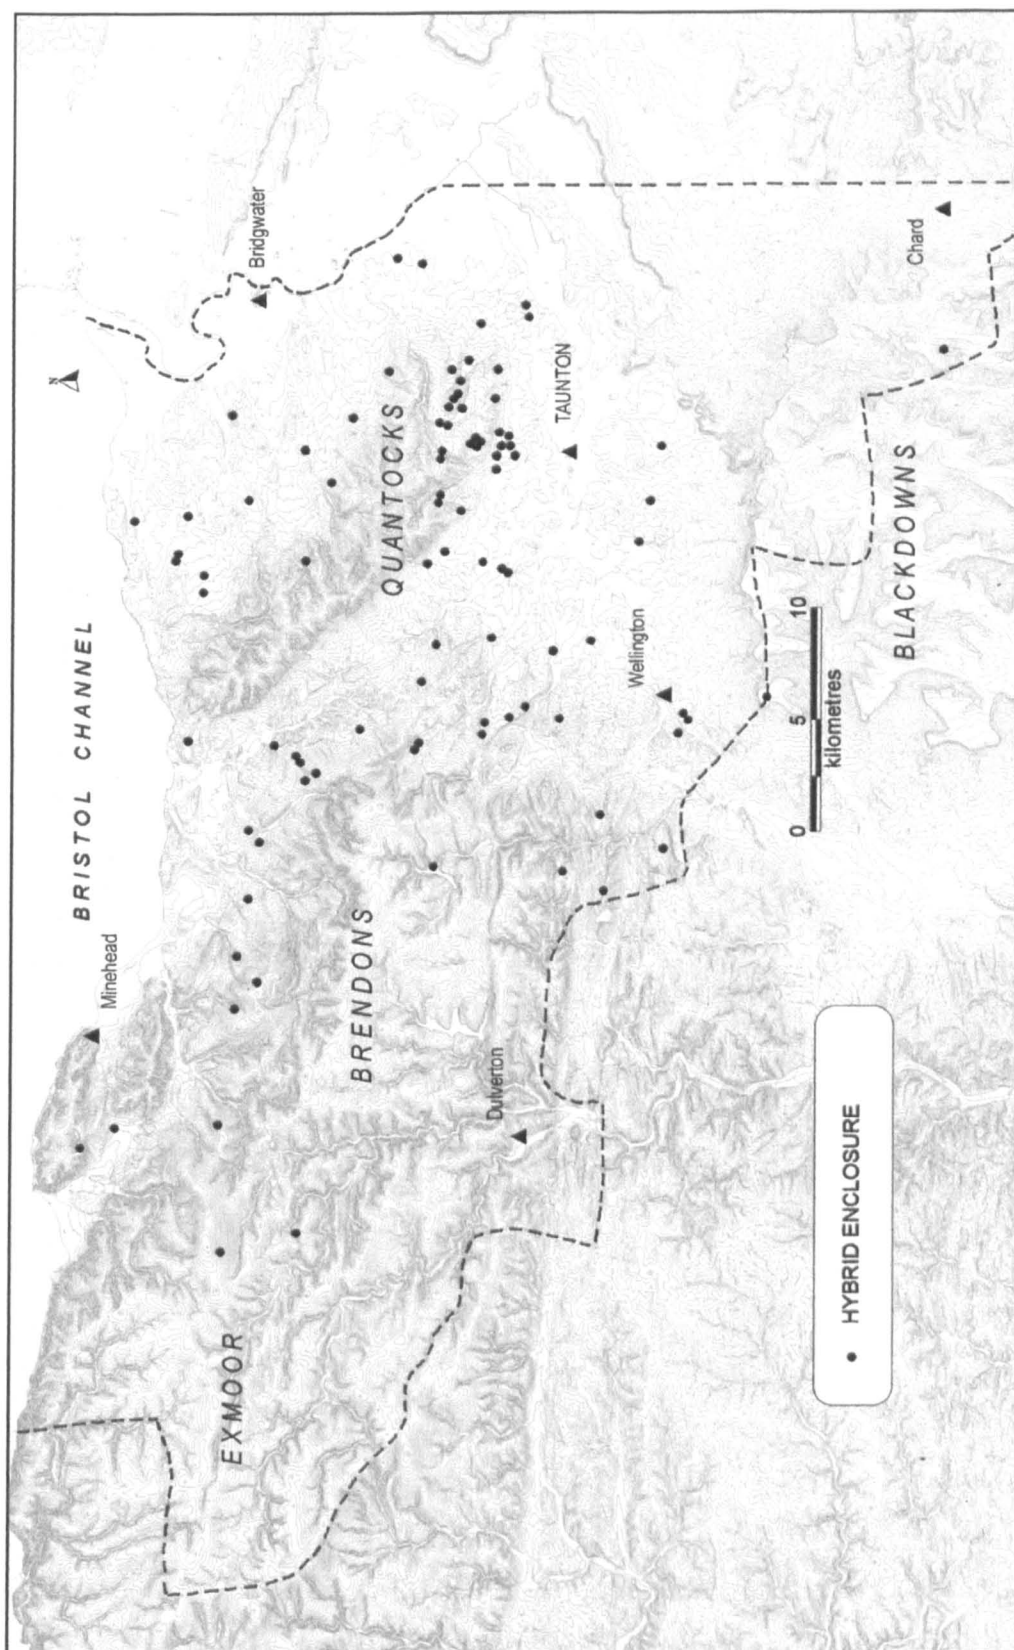 BRISTOL CHANNEL
N
Minehead
Bridgwater
EXMOOR
BRENDONS
QUANTOCKS
Dulverton
TAUNTON
Wellington
BLACKDOWNS
Chard
0 5 10
kilometres
HYBRID ENCLOSURE